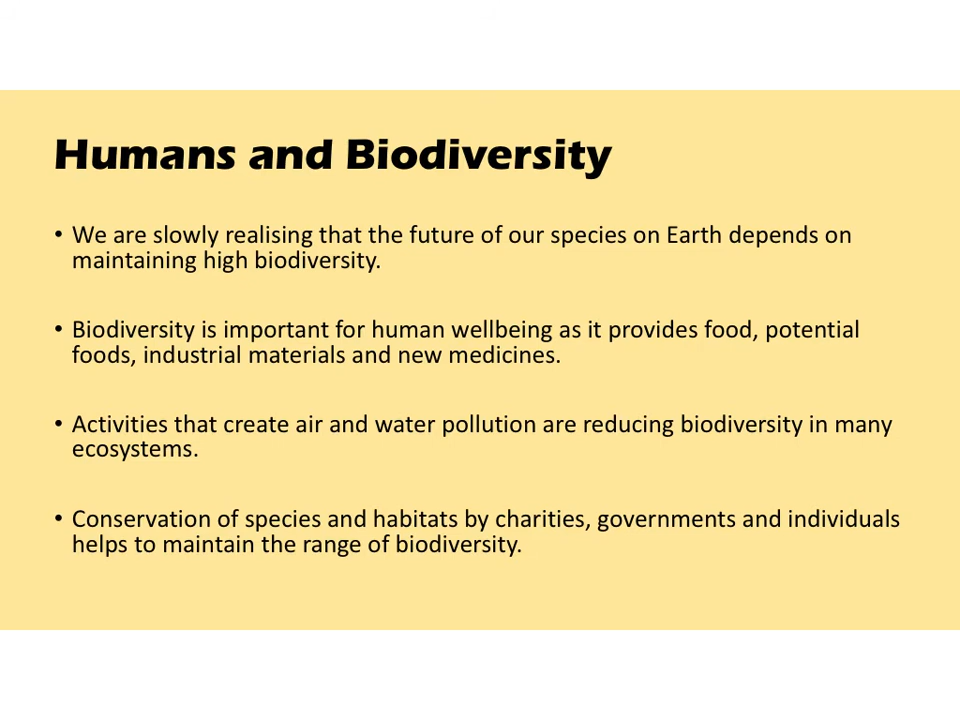 Humans and Biodiversity
• We are slowly realising that the future of our species on Earth depends on
maintaining high biodiversity.
• Biodiversity is important for human wellbeing as it provides food, potential
foods, industrial materials and new medicines.
• Activities that create air and water pollution are reducing biodiversity in many
ecosystems.
• Conservation of species and habitats by charities, governments and individuals
helps to maintain the range of biodiversity.